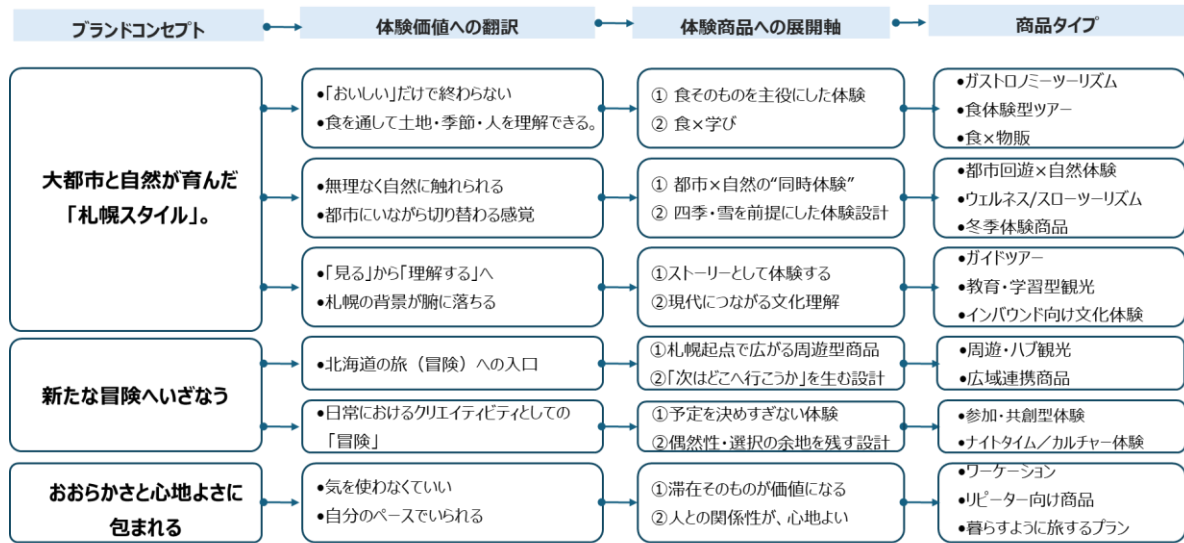 ブランドコンセプト
体験価値への翻訳
体験商品への展開軸
商品タイプ
大都市と自然が育んだ
「札幌スタイル」。
•「おいしい」だけで終わらない
•食を通して土地・季節・人を理解できる。
① 食そのものを主役にした体験
② 食×学び
•ガストロノミーツーリズム
•食体験型ツアー
•食×物販
•無理なく自然に触れられる
•都市にいながら切り替わる感覚
① 都市×自然の“同時体験”
② 四季・雪を前提にした体験設計
•都市回遊×自然体験
•ウェルネス/スローツーリズム
•冬季体験商品
•「見る」から「理解する」へ
•札幌の背景が腑に落ちる
①ストーリーとして体験する
②現代につながる文化理解
•ガイドツアー
•教育・学習型観光
•インバウンド向け文化体験
新たな冒険へいざなう
•北海道の旅（冒険）への入口
①札幌起点で広がる周遊型商品
②「次はどこへ行こうか」を生む設計
•周遊・ハブ観光
•広域連携商品
•日常におけるクリエイティビティとしての
「冒険」
①予定を決めすぎない体験
②偶然性・選択の余地を残す設計
•参加・共創型体験
•ナイトタイム／カルチャー体験
おおらかさと心地よさに
包まれる
•気を使わなくていい
•自分のペースでいられる
①滞在そのものが価値になる
②人との関係性が、心地よい
•ワーケーション
•リピーター向け商品
•暮らすように旅するプラン